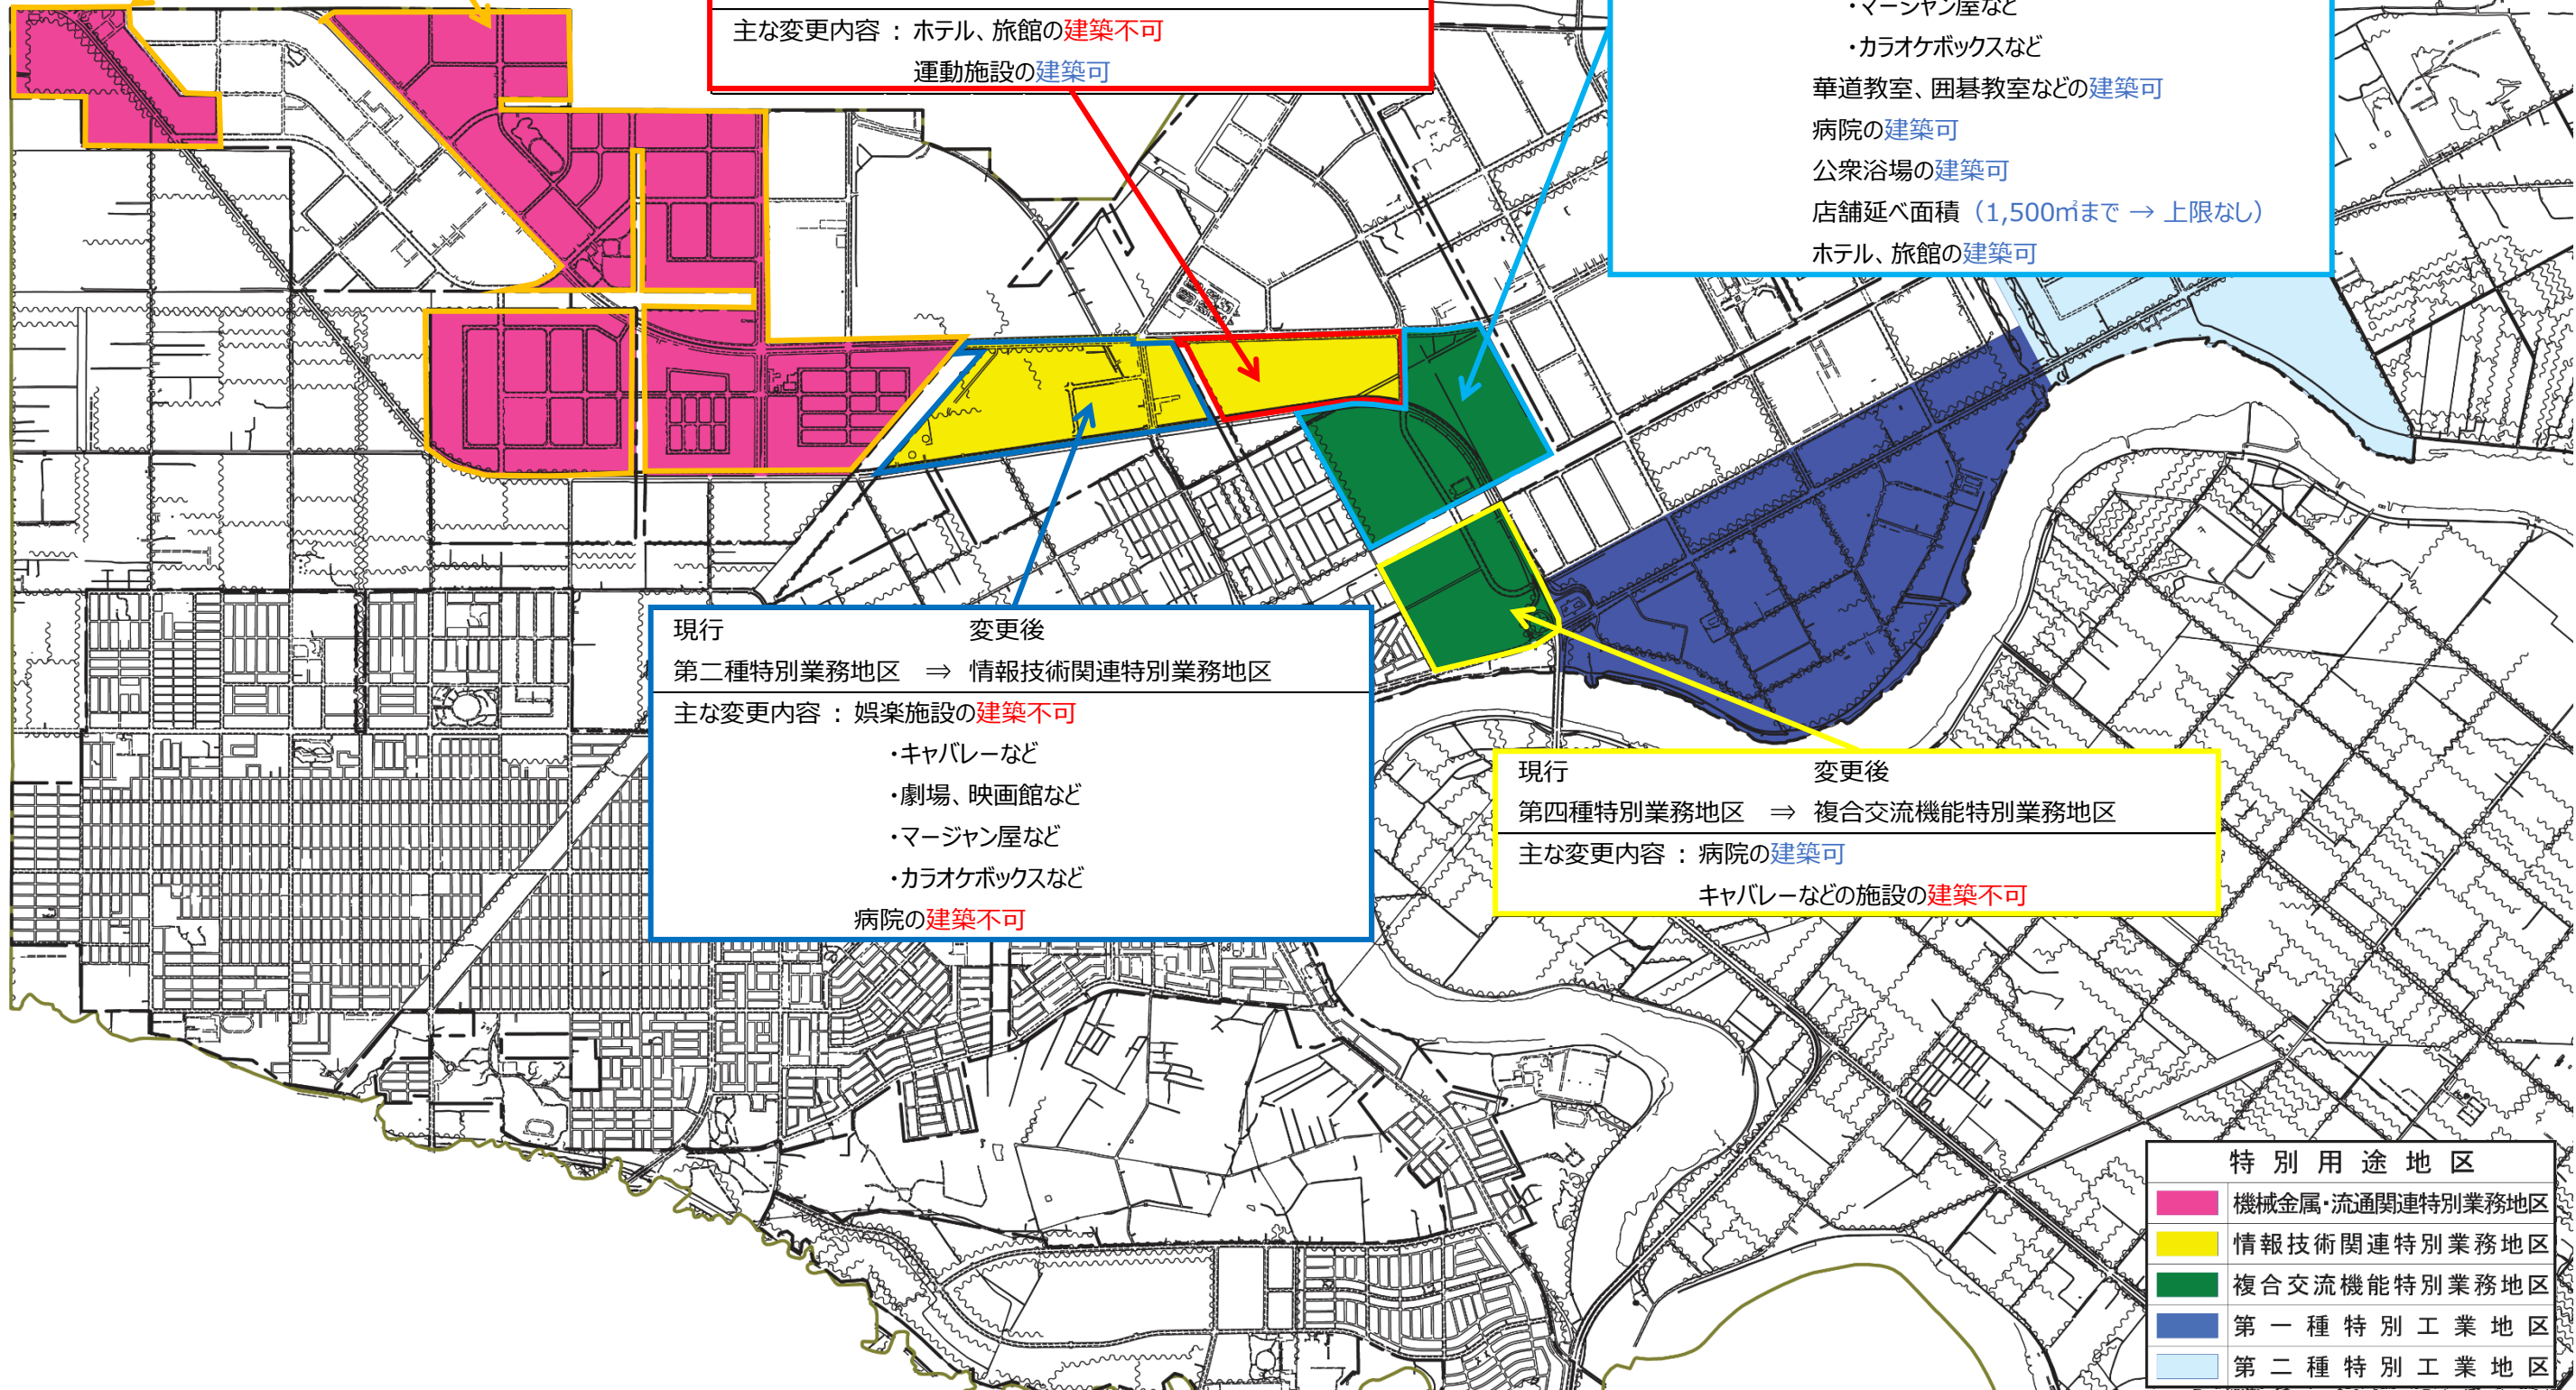 主な変更内容 : ホテル、旅館の建築不可
運動施設の建築可
・マージャン屋など
・カラオケボックスなど
華道教室、囲碁教室などの建築可
病院の建築可
公衆浴場の建築可
店舗延べ面積（1,500㎡まで → 上限なし）
ホテル、旅館の建築可
現行 変更後
第二種特別業務地区 ⇒ 情報技術関連特別業務地区
主な変更内容 : 娯楽施設の建築不可
・キャバレーなど
・劇場、映画館など
・マージャン屋など
・カラオケボックスなど
病院の建築不可
現行 変更後
第四種特別業務地区 ⇒ 複合交流機能特別業務地区
主な変更内容 : 病院の建築可
キャバレーなどの施設の建築不可
特別用途地区
機械金属・流通関連特別業務地区
情報技術関連特別業務地区
複合交流機能特別業務地区
第一種特別工業地区
第二種特別工業地区